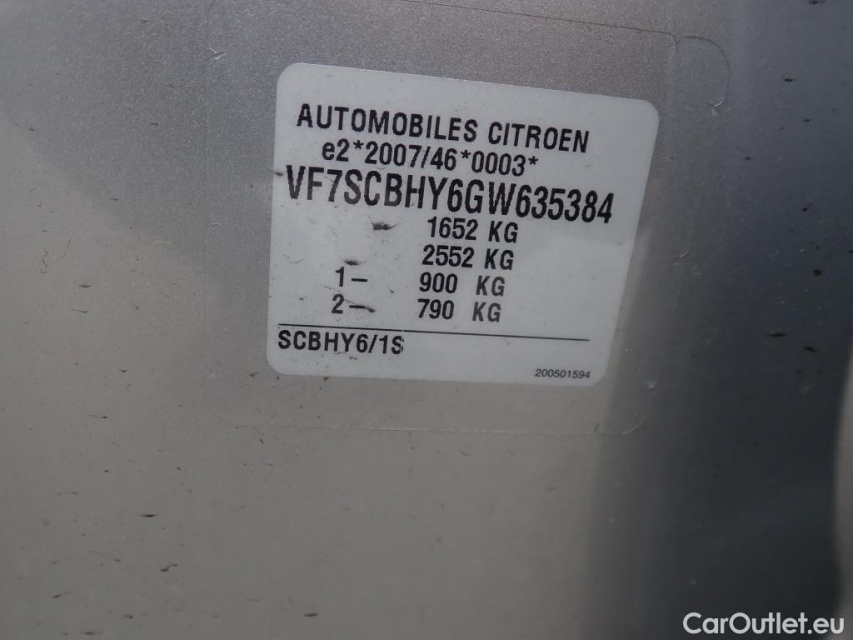 AUTOMOBILES CITROEN
e2*2007/46*0003*
VF7SCBHY6GW635384
1652 KG
2552 KG
1– 900 KG
2– 790 KG
SCBHY6/1S
200501594
CarOutlet.eu